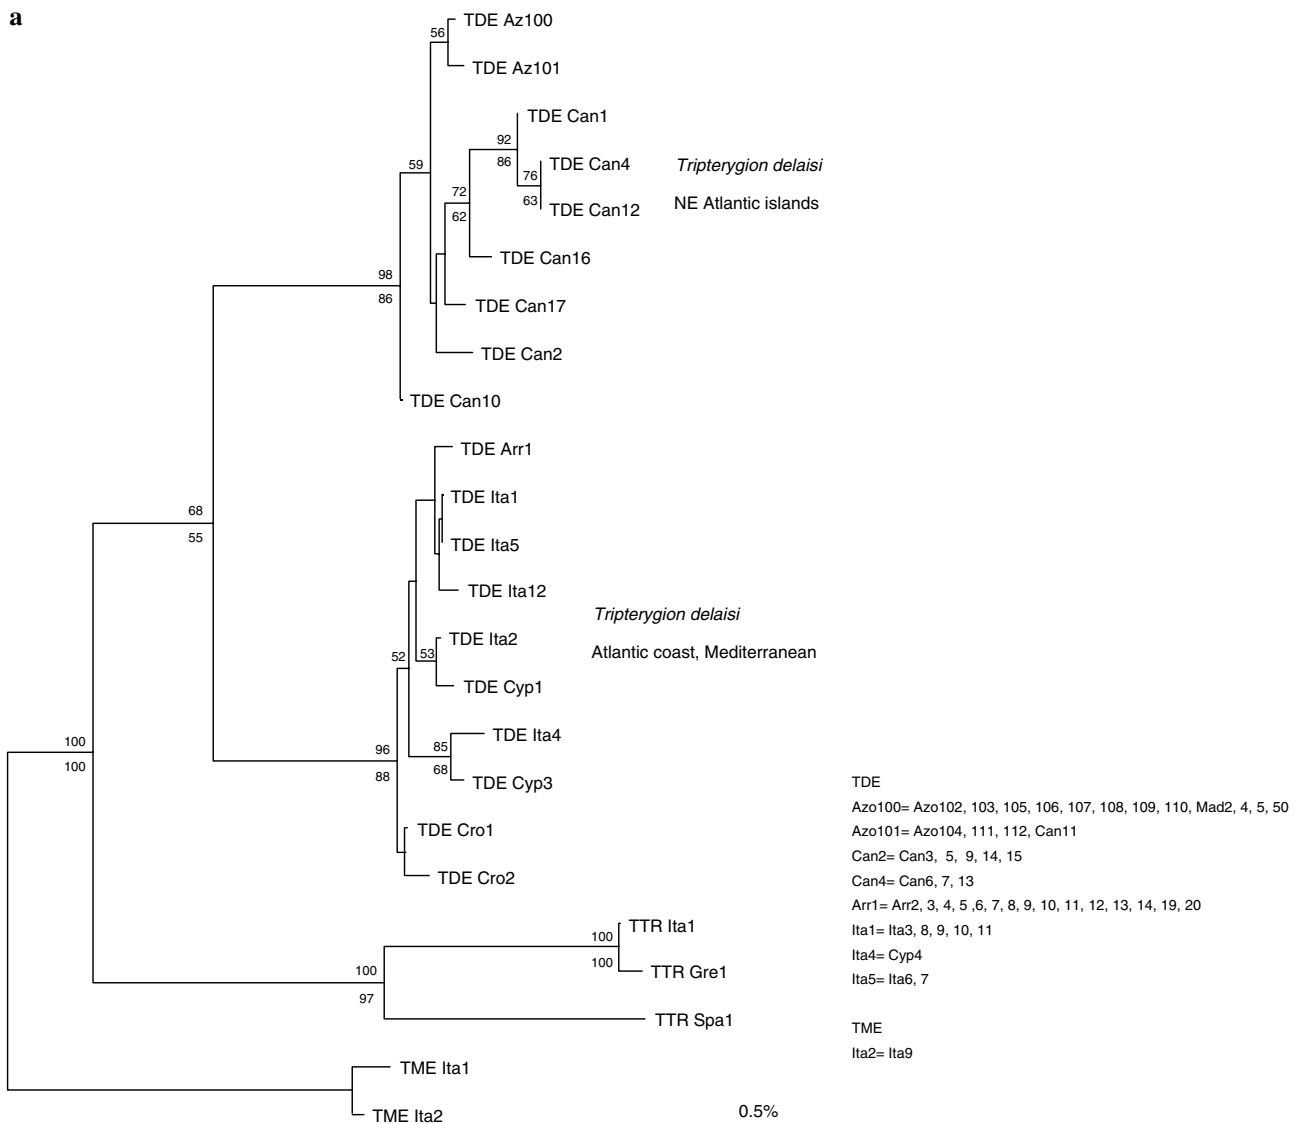 a
TDE Az100
56
TDE Az101
TDE Can1
92
86
TDE Can4
76
63
TDE Can12
59
Tripterygion delaisi
NE Atlantic islands
72
62
TDE Can16
98
86
TDE Can17
TDE Can2
TDE Can10
TDE Arr1
TDE Ita1
68
55
TDE Ita5
TDE Ita12
Tripterygion delaisi
Atlantic coast, Mediterranean
TDE Ita2
52
53
TDE Cyp1
TDE Ita4
100
100
96
88
85
68
TDE Cyp3
TDE Cro1
TDE Cro2
TTR Ita1
100
100
TTR Gre1
100
97
TTR Spa1
TME Ita1
TME Ita2
TDE
Azo100= Azo102, 103, 105, 106, 107, 108, 109, 110, Mad2, 4, 5, 50
Azo101= Azo104, 111, 112, Can11
Can2= Can3, 5, 9, 14, 15
Can4= Can6, 7, 13
Arr1= Arr2, 3, 4, 5 ,6, 7, 8, 9, 10, 11, 12, 13, 14, 19, 20
Ita1= Ita3, 8, 9, 10, 11
Ita4= Cyp4
Ita5= Ita6, 7
TME
Ita2= Ita9
0.5%